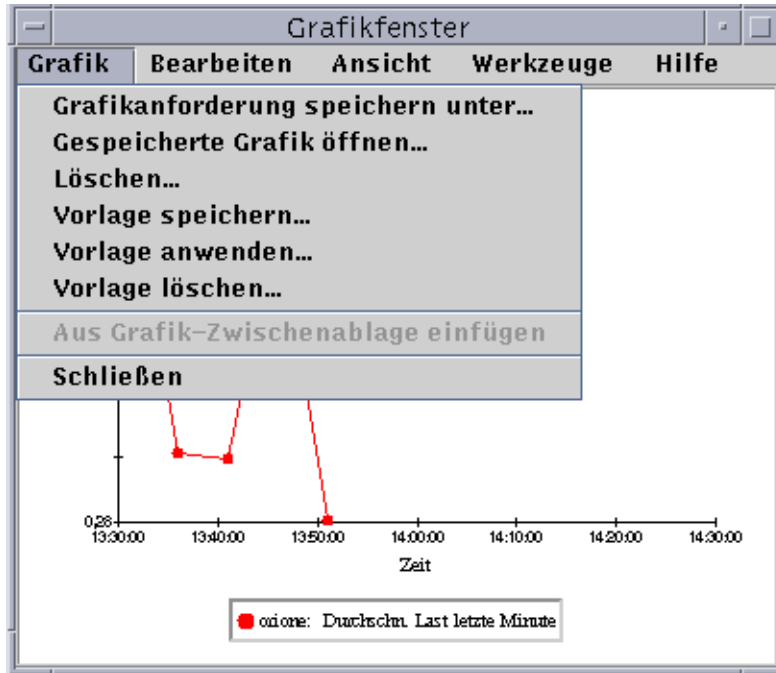 Grafikfenster
Grafik Bearbeiten Ansicht Werkzeuge Hilfe
Grafikanforderung speichern unter...
Gespeicherte Grafik öffnen...
Löschen...
Vorlage speichern...
Vorlage anwenden...
Vorlage löschen...
Aus Grafik-Zwischenablage einfügen
Schließen
0,28
13:30:00 13:40:00 13:50:00 14:00:00 14:10:00 14:20:00 14:30:00
Zeit
orione: Durchschn. Last letzte Minute